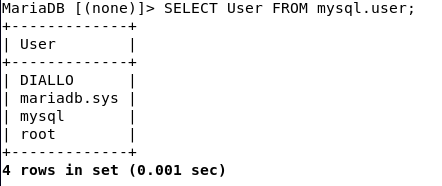 MariaDB [(none)]> SELECT User FROM mysql.user;
+-------------+
| User        |
+-------------+
| DIALLO      |
| mariadb.sys |
| mysql       |
| root        |
+-------------+
4 rows in set (0.001 sec)